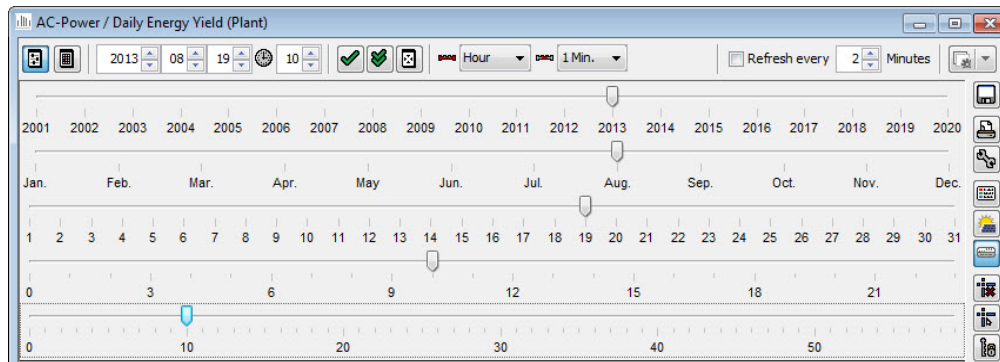 AC-Power / Daily Energy Yield (Plant)
2013 08 19 10 Hour 1 Min. Refresh every 2 Minutes
2001 2002 2003 2004 2005 2006 2007 2008 2009 2010 2011 2012 2013 2014 2015 2016 2017 2018 2019 2020
Jan. Feb. Mar. Apr. May Jun. Jul. Aug. Sep. Oct. Nov. Dec.
1 2 3 4 5 6 7 8 9 10 11 12 13 14 15 16 17 18 19 20 21 22 23 24 25 26 27 28 29 30 31
0 3 6 9 12 15 18 21
0 10 20 30 40 50